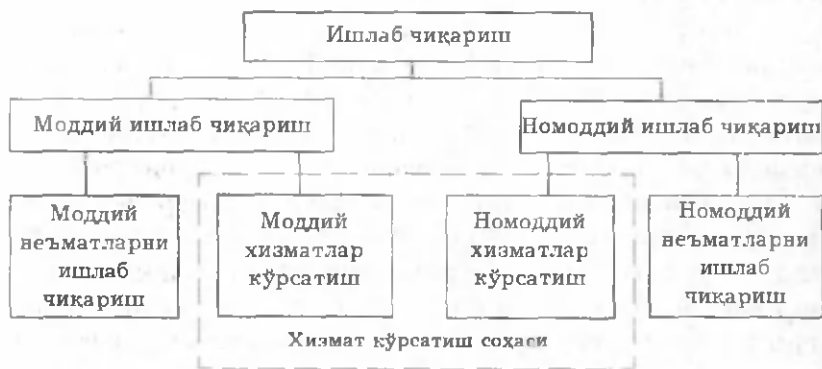 Ишлаб чиқариш
Моддий ишлаб чиқариш
Номоддий ишлаб чиқариш
Моддий
неъматларни
ишлаб
чиқариш
Моддий
хизматлар
кўрсатиш
Номоддий
хизматлар
кўрсатиш
Номоддий
неъматларни
ишлаб
чиқариш
Хизмат кўрсатиш соҳаси